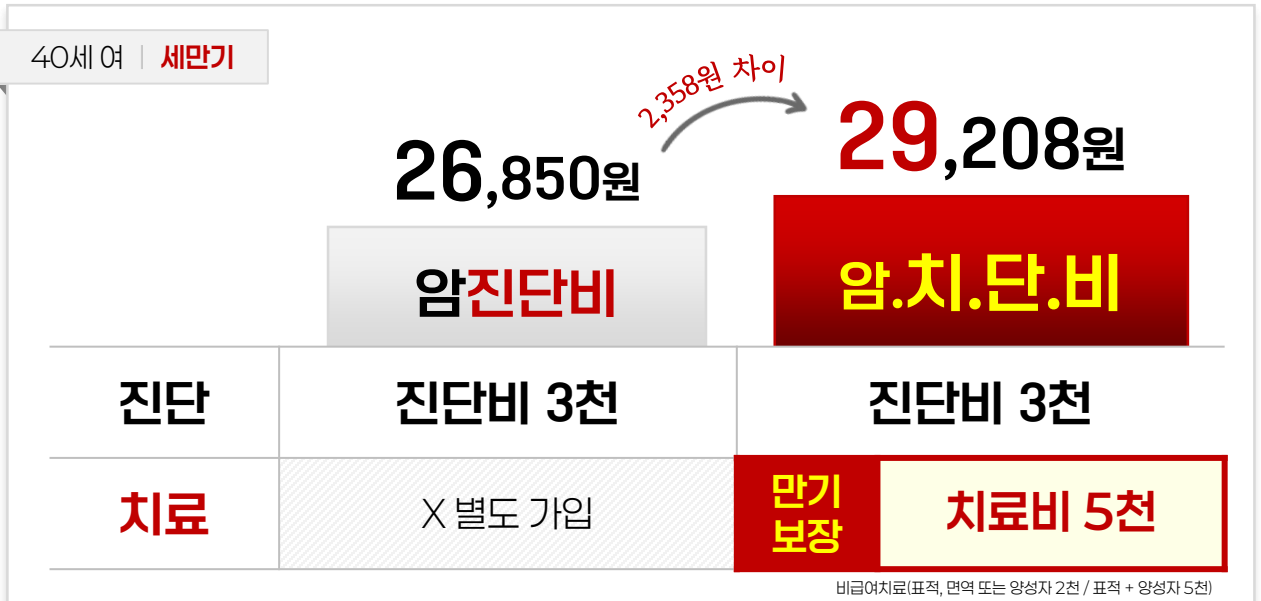 40세 여 | 세만기
2,358원 차이
26,850원
29,208원
암진단비
암.치.단.비
진단
진단비 3천
진단비 3천
치료
X 별도 가입
만기
보장
치료비 5천
비급여치료(표적, 면역 또는 양성자 2천 / 표적 + 양성자 5천)